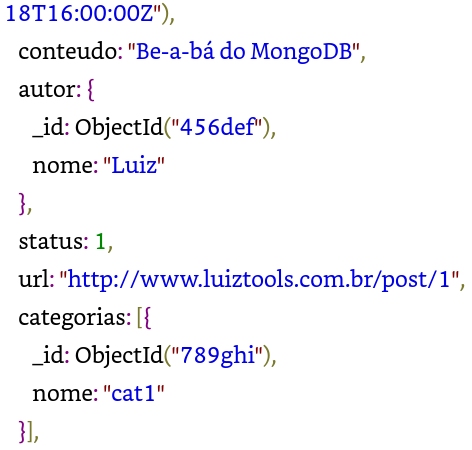 18T16:00:00Z"),
conteudo: "Be-a-bá do MongoDB",
autor: {
_id: ObjectId("456def"),
nome: "Luiz"
},
status: 1,
url: "http://www.luiztools.com.br/post/1",
categorias: [{
_id: ObjectId("789ghi"),
nome: "cat1"
}],